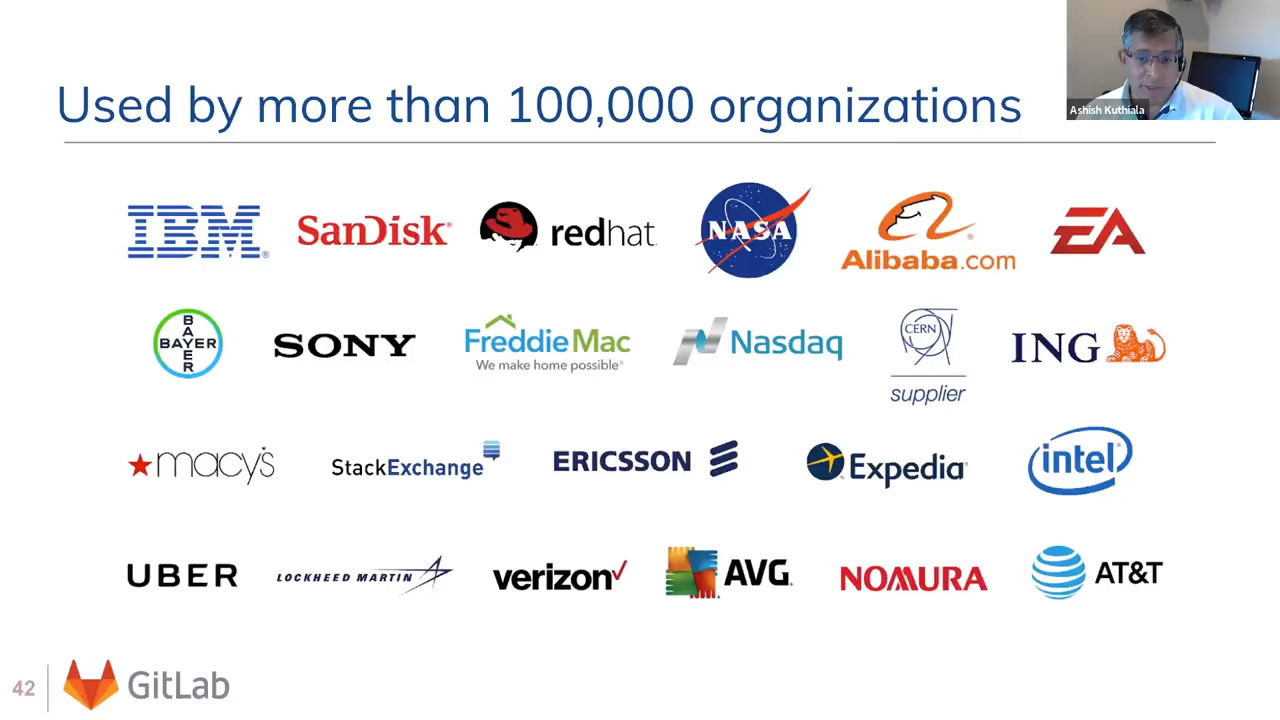 Used by more than 100,000 organizations
Ashish Kuthiala
IBM®
SanDisk®
redhat.
NASA
Alibaba.com
EA
BAYER
BAYER
SONY
FreddieMac
We make home possible®
Nasdaq
CERN
supplier
ING
macy's
StackExchange
ERICSSON
Expedia®
intel®
UBER
LOCKHEED MARTIN
verizon
AVG®
NOMURA
AT&T
42
GitLab